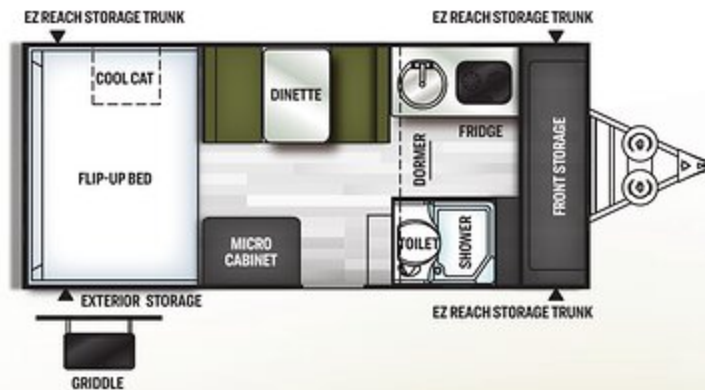 EZ REACH STORAGE TRUNK
EZ REACH STORAGE TRUNK
COOL CAT
DINETTE
FRIDGE
DORMER
FLIP-UP BED
FRONT STORAGE
MICRO
CABINET
TOILET
SHOWER
EXTERIOR STORAGE
EZ REACH STORAGE TRUNK
GRIDDLE